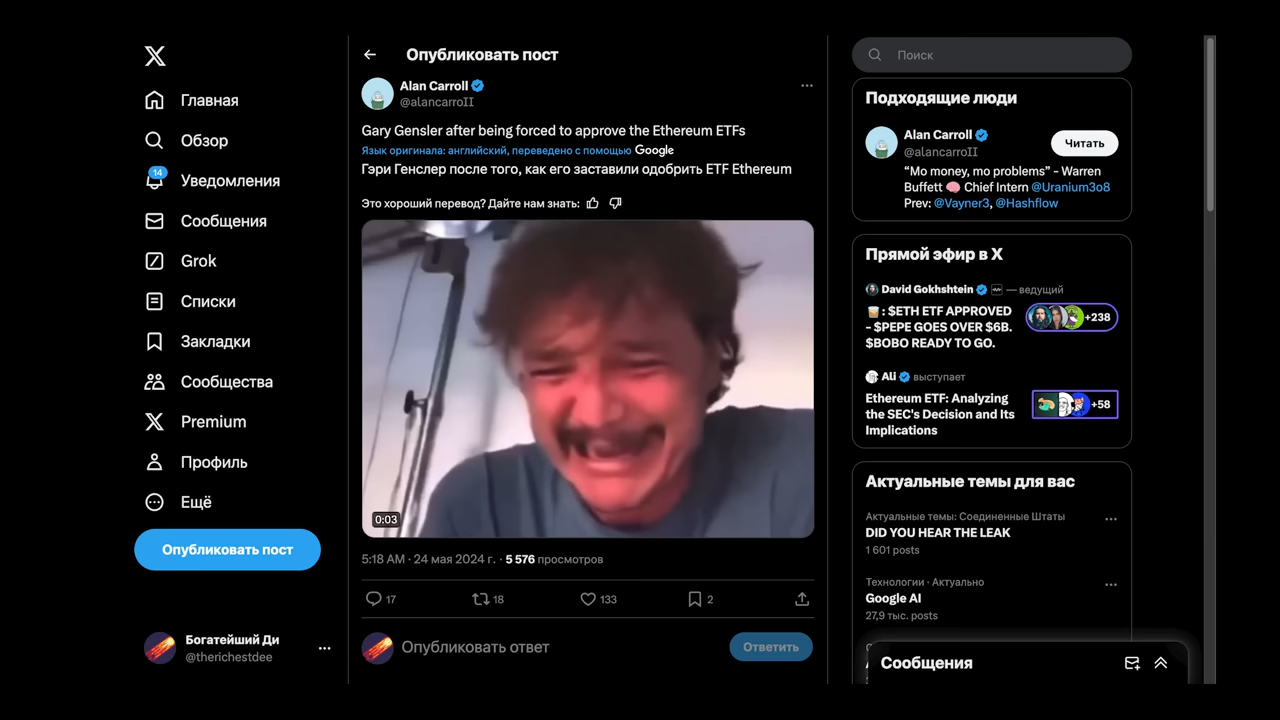 Главная
Обзор
14
Уведомления
Сообщения
Grok
Списки
Закладки
Сообщества
Premium
Профиль
Ещё
Опубликовать пост
Богатейший Ди
@therichestdee
Опубликовать пост
Alan Carroll
@alancarroII
Gary Gensler after being forced to approve the Ethereum ETFs
Язык оригинала: английский, переведено с помощью Google
Гэри Генслер после того, как его заставили одобрить ETF Ethereum
Это хороший перевод? Дайте нам знать:
0:03
5:18 AM · 24 мая 2024 г. · 5 576 просмотров
17 18 133 2
Опубликовать ответ
Ответить
Поиск
Подходящие люди
Alan Carroll
@alancarroII
Читать
“Mo money, mo problems” - Warren
Buffett 🧠 Chief Intern @Uranium3o8
Prev: @Vayner3, @Hashflow
Прямой эфир в X
David Gokhshtein — ведущий
: $ETH ETF APPROVED
- $PEPE GOES OVER $6B.
$BOBO READY TO GO.
+238
Ali выступает
Ethereum ETF: Analyzing
the SEC's Decision and Its
Implications
+58
Актуальные темы для вас
Актуальные темы: Соединенные Штаты
DID YOU HEAR THE LEAK
1 601 posts
Технологии · Актуально
Google AI
27,9 тыс. posts
Сообщения